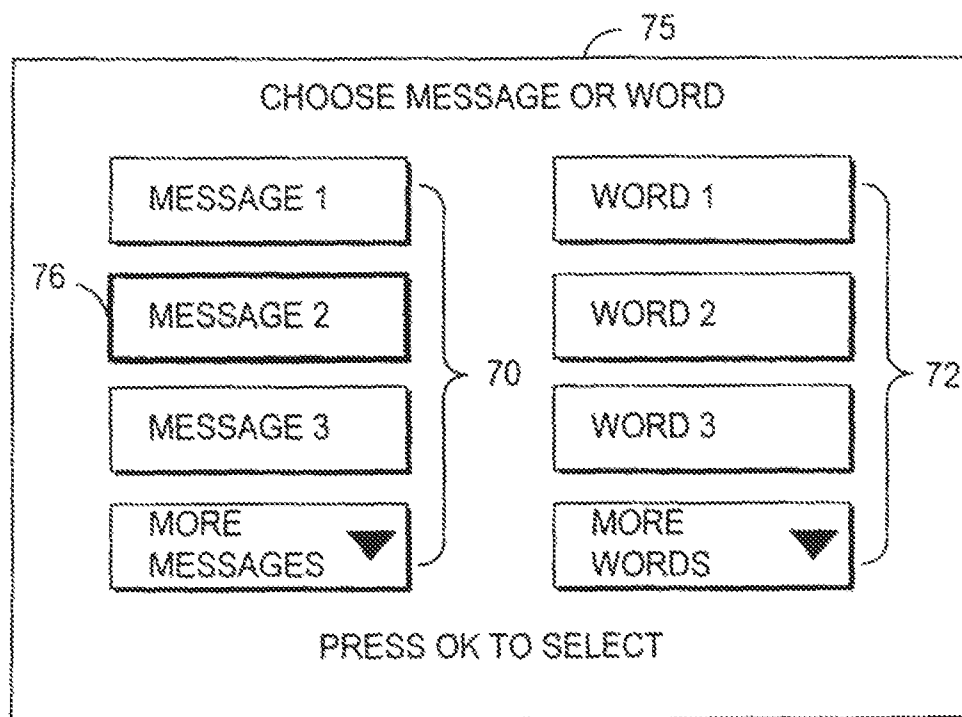 75
CHOOSE MESSAGE OR WORD
MESSAGE 1
WORD 1
76
MESSAGE 2
WORD 2
70
72
MESSAGE 3
WORD 3
MORE
MESSAGES
MORE
WORDS
PRESS OK TO SELECT